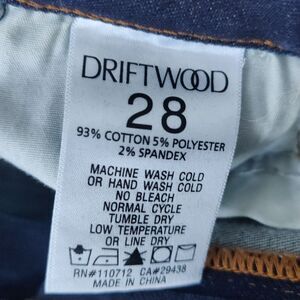 DRIFTWOOD
28
93% COTTON 5% POLYESTER
2% SPANDEX
MACHINE WASH COLD
OR HAND WASH COLD
NO BLEACH
NORMAL CYCLE
TUMBLE DRY
LOW TEMPERATURE
OR LINE DRY
RN#110712 CA#29438
MADE IN CHINA